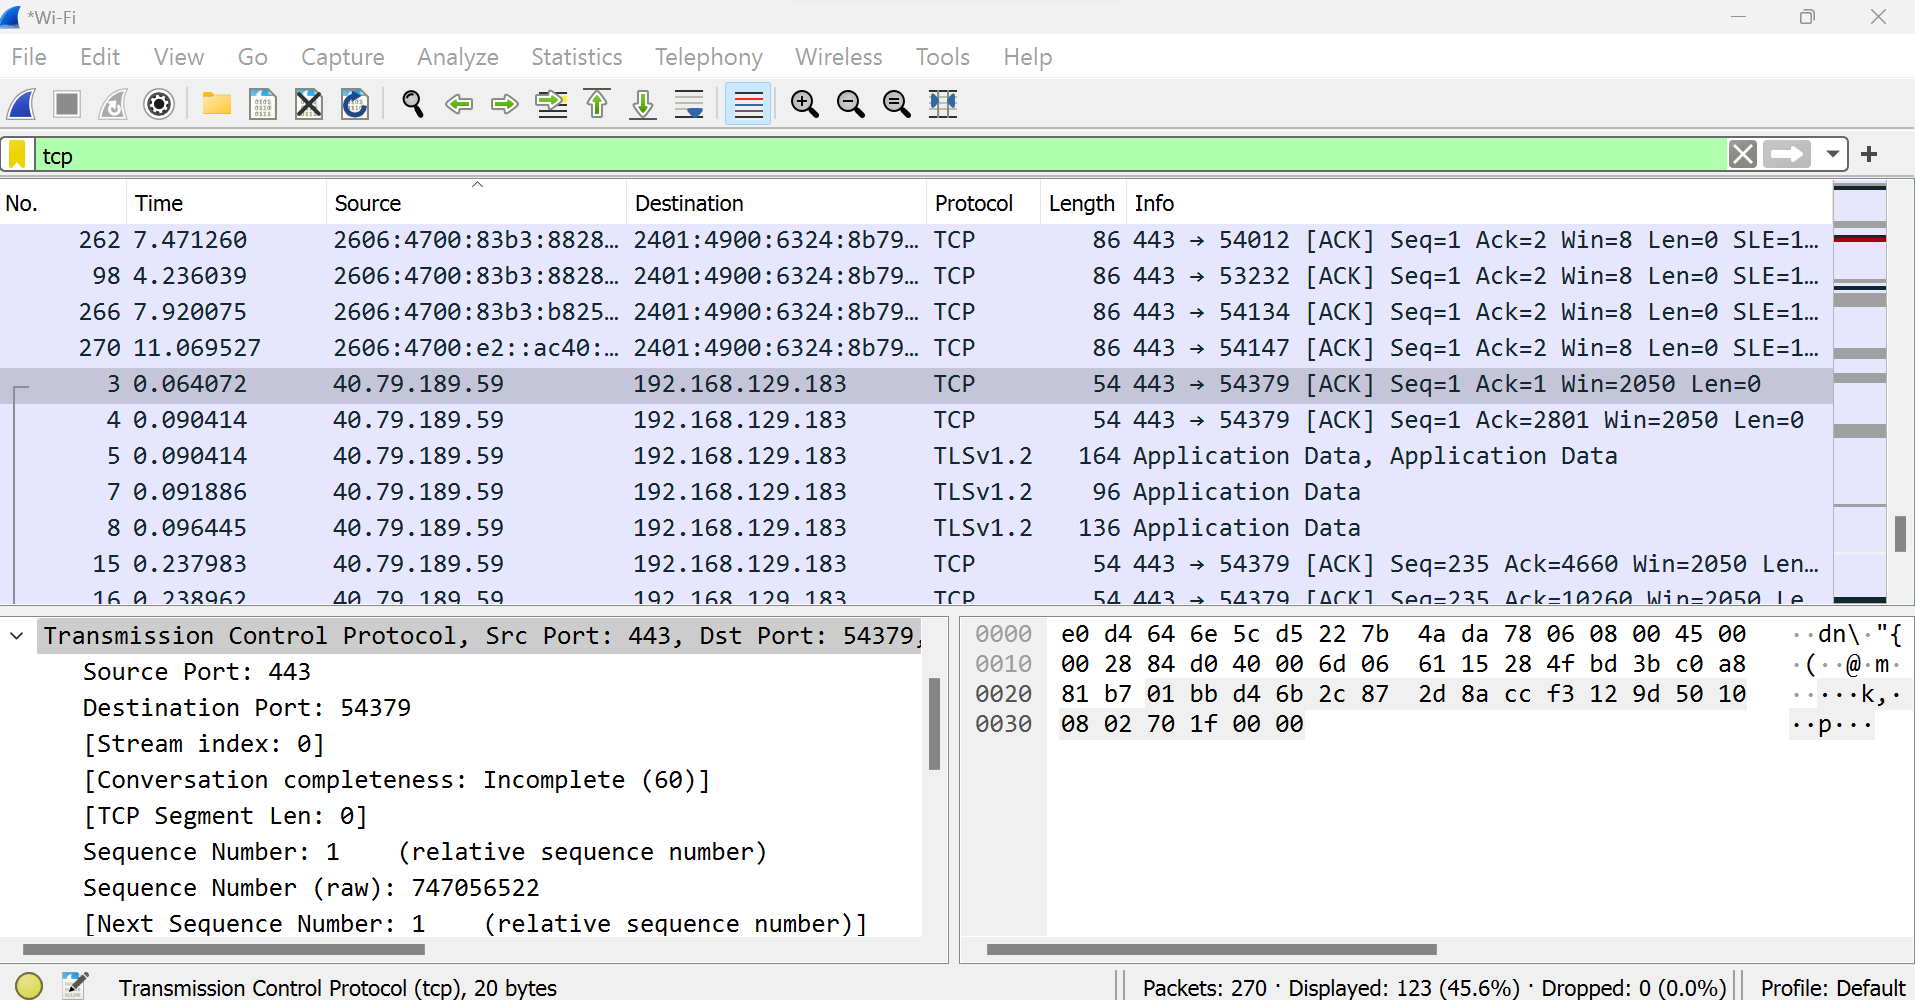 *Wi-Fi
File Edit View Go Capture Analyze Statistics Telephony Wireless Tools Help
tcp
No. Time Source Destination Protocol Length Info
262 7.471260 2606:4700:83b3:8828… 2401:4900:6324:8b79… TCP 86 443 → 54012 [ACK] Seq=1 Ack=2 Win=8 Len=0 SLE=1…
98 4.236039 2606:4700:83b3:8828… 2401:4900:6324:8b79… TCP 86 443 → 53232 [ACK] Seq=1 Ack=2 Win=8 Len=0 SLE=1…
266 7.920075 2606:4700:83b3:b825… 2401:4900:6324:8b79… TCP 86 443 → 54134 [ACK] Seq=1 Ack=2 Win=8 Len=0 SLE=1…
270 11.069527 2606:4700:e2::ac40:… 2401:4900:6324:8b79… TCP 86 443 → 54147 [ACK] Seq=1 Ack=2 Win=8 Len=0 SLE=1…
3 0.064072 40.79.189.59 192.168.129.183 TCP 54 443 → 54379 [ACK] Seq=1 Ack=1 Win=2050 Len=0
4 0.090414 40.79.189.59 192.168.129.183 TCP 54 443 → 54379 [ACK] Seq=1 Ack=2801 Win=2050 Len=0
5 0.090414 40.79.189.59 192.168.129.183 TLSv1.2 164 Application Data, Application Data
7 0.091886 40.79.189.59 192.168.129.183 TLSv1.2 96 Application Data
8 0.096445 40.79.189.59 192.168.129.183 TLSv1.2 136 Application Data
15 0.237983 40.79.189.59 192.168.129.183 TCP 54 443 → 54379 [ACK] Seq=235 Ack=4660 Win=2050 Len…
16 0.238962 40.79.189.59 192.168.129.183 TCP 54 443 → 54379 [ACK] Seq=235 Ack=10260 Win=2050 Le
Transmission Control Protocol, Src Port: 443, Dst Port: 54379,
Source Port: 443
Destination Port: 54379
[Stream index: 0]
[Conversation completeness: Incomplete (60)]
[TCP Segment Len: 0]
Sequence Number: 1 (relative sequence number)
Sequence Number (raw): 747056522
[Next Sequence Number: 1 (relative sequence number)]
0000 e0 d4 64 6e 5c d5 22 7b 4a da 78 06 08 00 45 00 ··dn\·"{
0010 00 28 84 d0 40 00 6d 06 61 15 28 4f bd 3b c0 a8 ·(··@·m·
0020 81 b7 01 bb d4 6b 2c 87 2d 8a cc f3 12 9d 50 10 ·····k,·
0030 08 02 70 1f 00 00 ··p···
Transmission Control Protocol (tcp), 20 bytes
Packets: 270 · Displayed: 123 (45.6%) · Dropped: 0 (0.0%)
Profile: Default